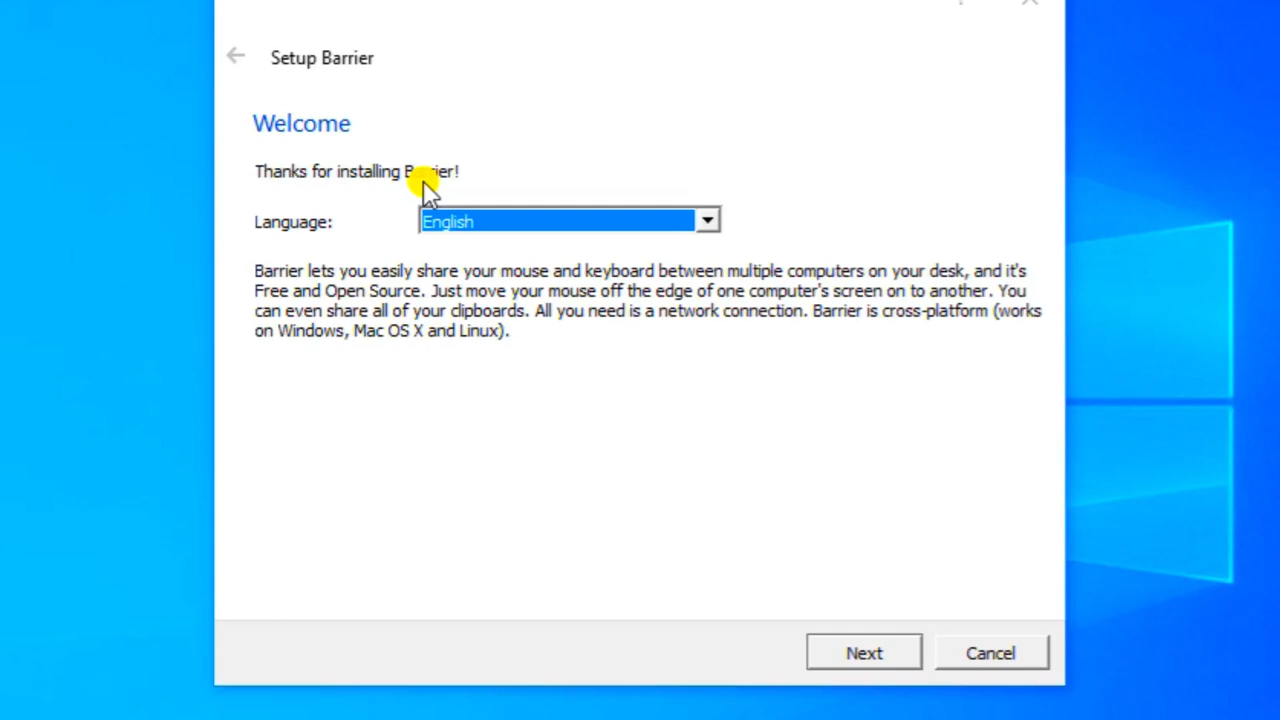 Setup Barrier
Welcome
Thanks for installing Barrier!
Language: English
Barrier lets you easily share your mouse and keyboard between multiple computers on your desk, and it's
Free and Open Source. Just move your mouse off the edge of one computer's screen on to another. You
can even share all of your clipboards. All you need is a network connection. Barrier is cross-platform (works
on Windows, Mac OS X and Linux).
Next Cancel